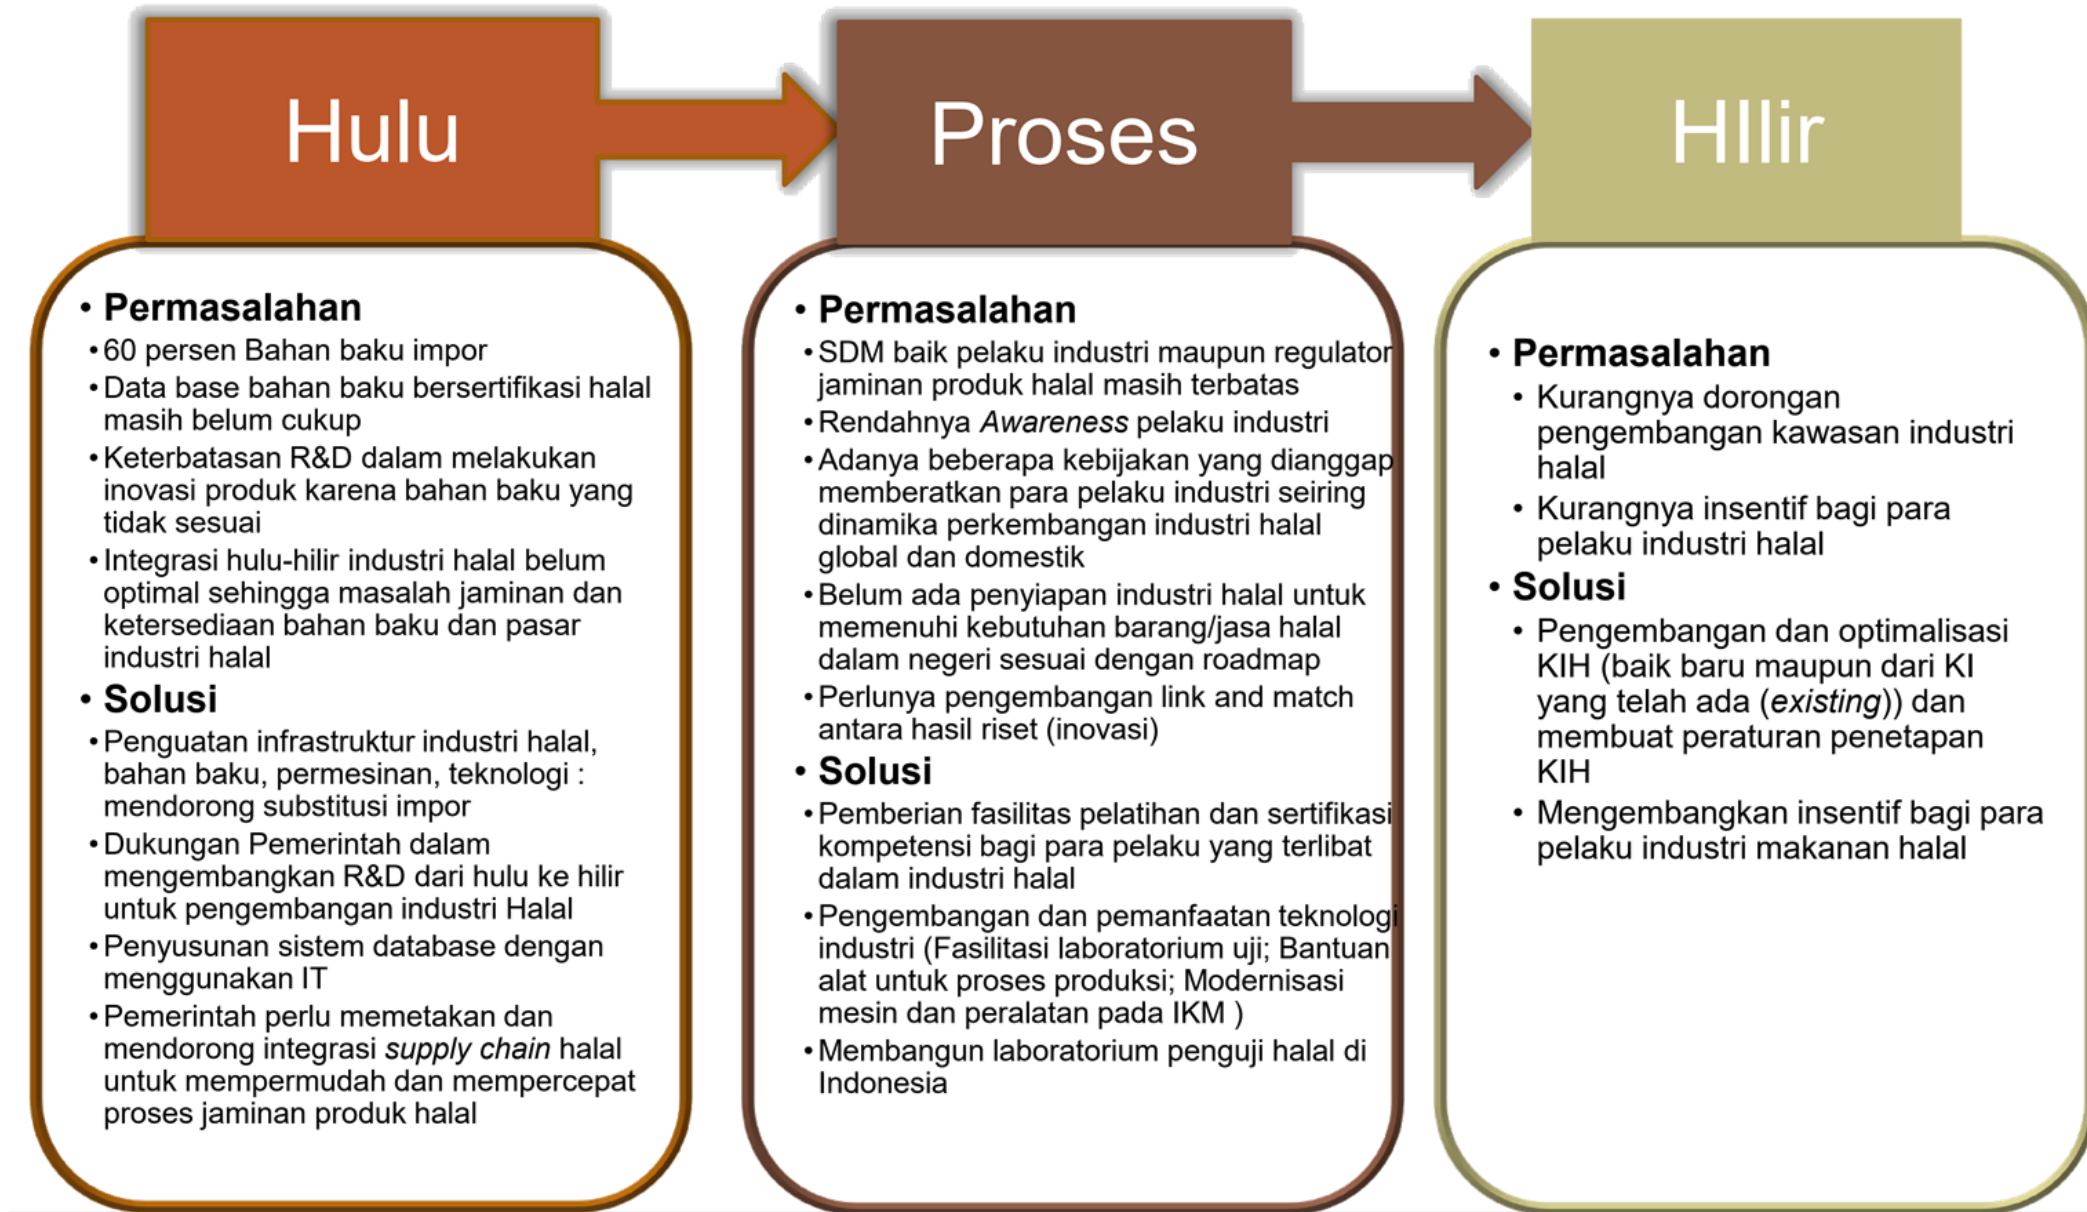 Hulu
• Permasalahan
• 60 persen Bahan baku impor
• Data base bahan baku bersertifikasi halal
masih belum cukup
• Keterbatasan R&D dalam melakukan
inovasi produk karena bahan baku yang
tidak sesuai
• Integrasi hulu-hilir industri halal belum
optimal sehingga masalah jaminan dan
ketersediaan bahan baku dan pasar
industri halal
• Solusi
• Penguatan infrastruktur industri halal,
bahan baku, permesinan, teknologi :
mendorong substitusi impor
• Dukungan Pemerintah dalam
mengembangkan R&D dari hulu ke hilir
untuk pengembangan industri Halal
• Penyusunan sistem database dengan
menggunakan IT
• Pemerintah perlu memetakan dan
mendorong integrasi supply chain halal
untuk mempermudah dan mempercepat
proses jaminan produk halal
Proses
• Permasalahan
• SDM baik pelaku industri maupun regulator
jaminan produk halal masih terbatas
• Rendahnya Awareness pelaku industri
• Adanya beberapa kebijakan yang dianggap
memberatkan para pelaku industri seiring
dinamika perkembangan industri halal
global dan domestik
• Belum ada penyiapan industri halal untuk
memenuhi kebutuhan barang/jasa halal
dalam negeri sesuai dengan roadmap
• Perlunya pengembangan link and match
antara hasil riset (inovasi)
• Solusi
• Pemberian fasilitas pelatihan dan sertifikasi
kompetensi bagi para pelaku yang terlibat
dalam industri halal
• Pengembangan dan pemanfaatan teknologi
industri (Fasilitasi laboratorium uji; Bantuan
alat untuk proses produksi; Modernisasi
mesin dan peralatan pada IKM )
• Membangun laboratorium penguji halal di
Indonesia
HIlir
• Permasalahan
• Kurangnya dorongan
pengembangan kawasan industri
halal
• Kurangnya insentif bagi para
pelaku industri halal
• Solusi
• Pengembangan dan optimalisasi
KIH (baik baru maupun dari KI
yang telah ada (existing)) dan
membuat peraturan penetapan
KIH
• Mengembangkan insentif bagi para
pelaku industri makanan halal